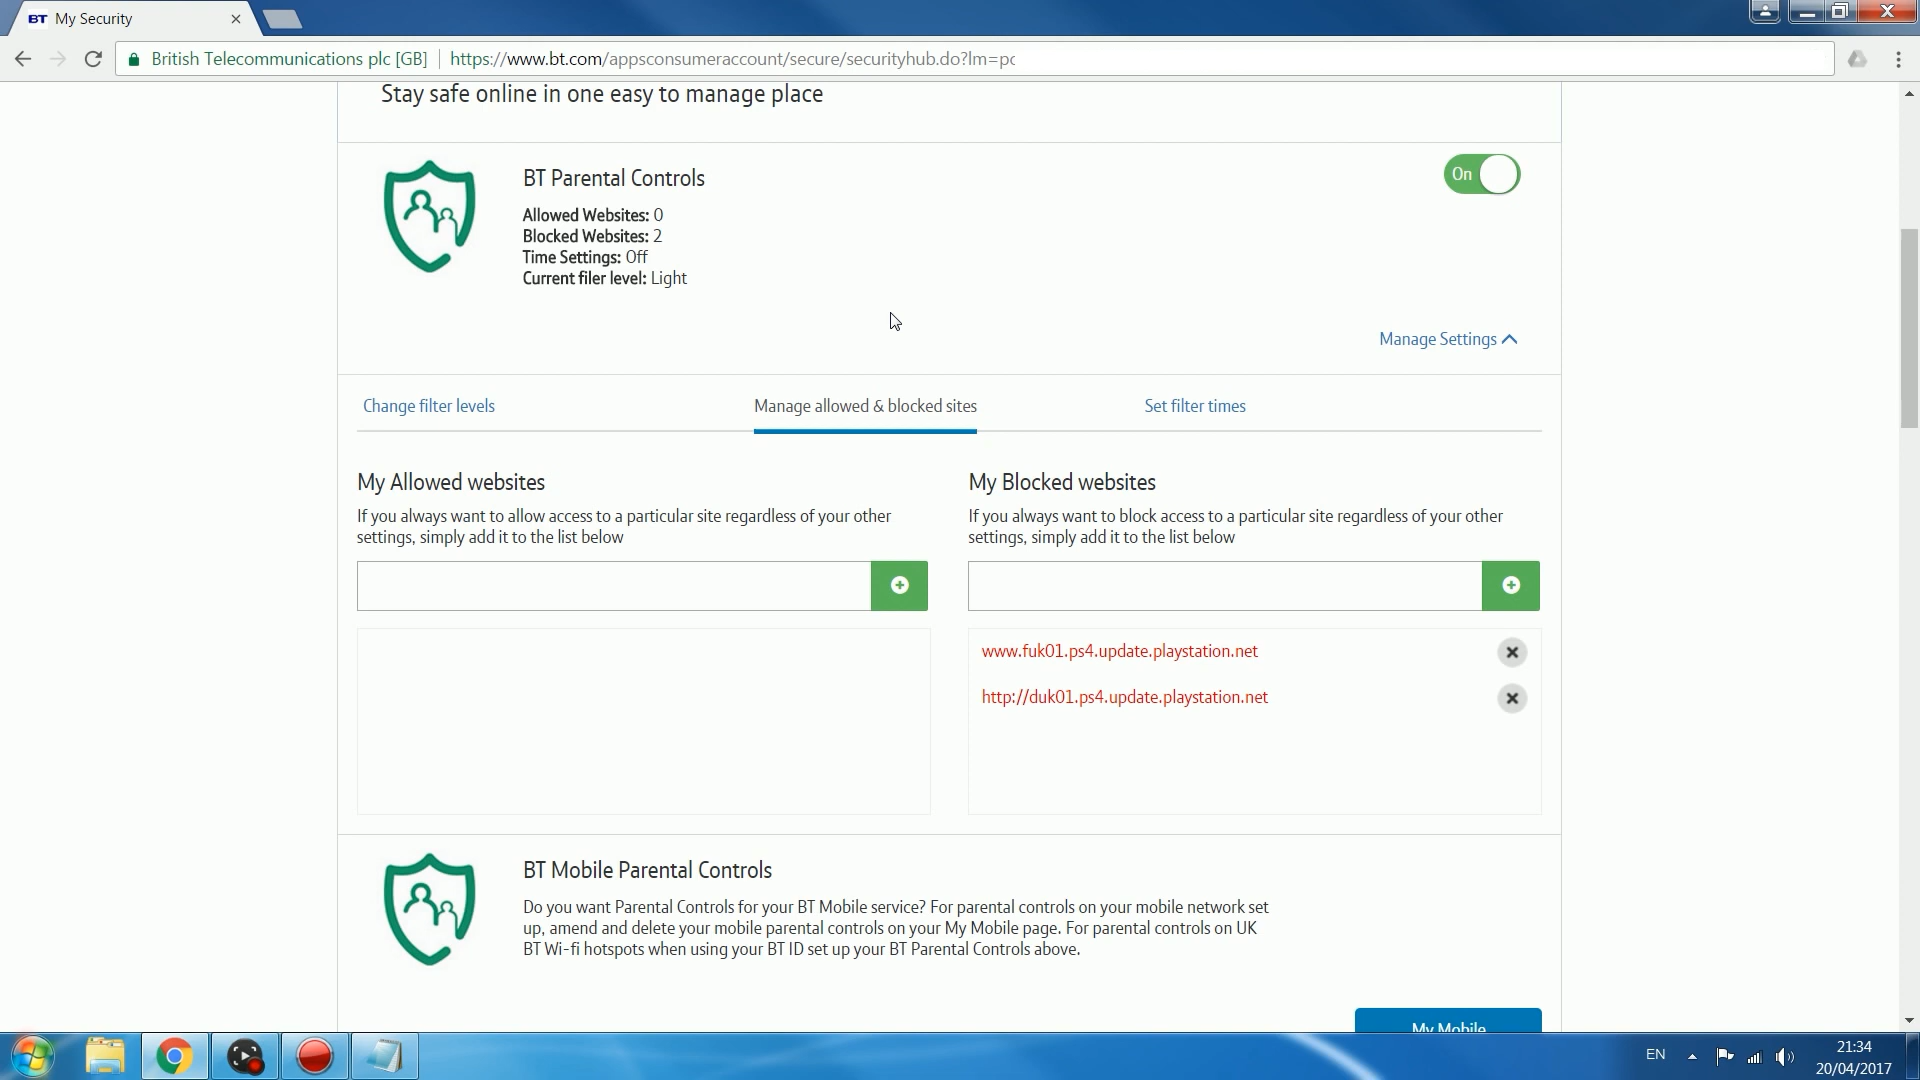 BT My Security
British Telecommunications plc [GB] https://www.bt.com/appsconsumeraccount/secure/securityhub.do?lm=pc
Stay safe online in one easy to manage place
BT Parental Controls
On
Allowed Websites: 0
Blocked Websites: 2
Time Settings: Off
Current filer level: Light
Manage Settings
Change filter levels
Manage allowed & blocked sites
Set filter times
My Allowed websites
If you always want to allow access to a particular site regardless of your other
settings, simply add it to the list below
My Blocked websites
If you always want to block access to a particular site regardless of your other
settings, simply add it to the list below
www.fuk01.ps4.update.playstation.net
http://duk01.ps4.update.playstation.net
BT Mobile Parental Controls
Do you want Parental Controls for your BT Mobile service? For parental controls on your mobile network set
up, amend and delete your mobile parental controls on your My Mobile page. For parental controls on UK
BT Wi-fi hotspots when using your BT ID set up your BT Parental Controls above.
My Mobile
EN
21:34
20/04/2017